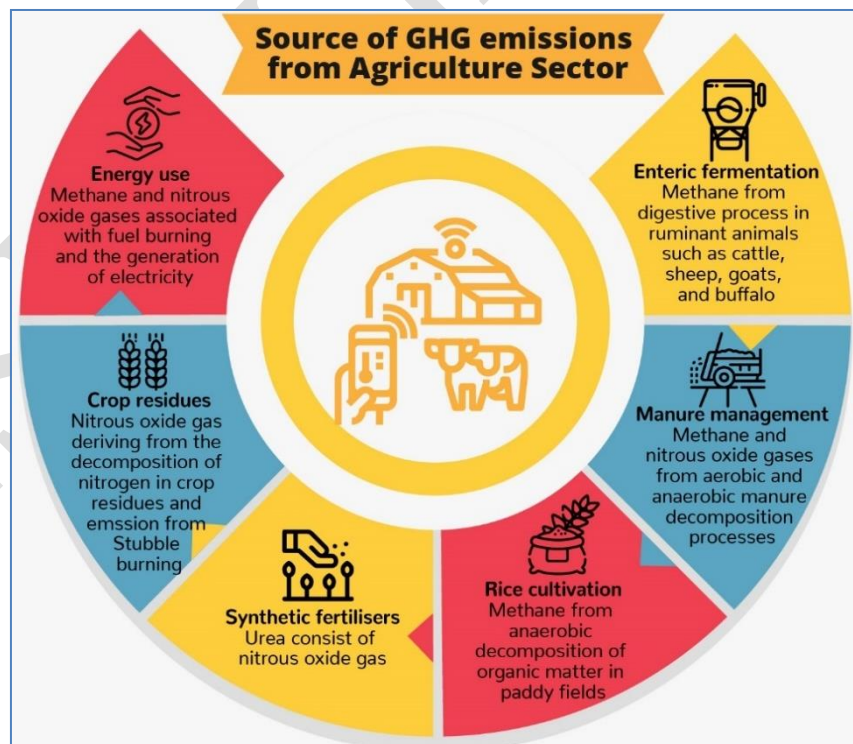 Source of GHG emissions
from Agriculture Sector
Energy use
Methane and nitrous
oxide gases associated
with fuel burning
and the generation
of electricity
Crop residues
Nitrous oxide gas
deriving from the
decomposition of
nitrogen in crop
residues and
emssion from
Stubble
burning
Synthetic fertilisers
Urea consist of
nitrous oxide gas
Rice cultivation
Methane from
anaerobic
decomposition of
organic matter in
paddy fields
Manure management
Methane and
nitrous oxide gases
from aerobic and
anaerobic manure
decomposition
processes
Enteric fermentation
Methane from
digestive process in
ruminant animals
such as cattle,
sheep, goats,
and buffalo